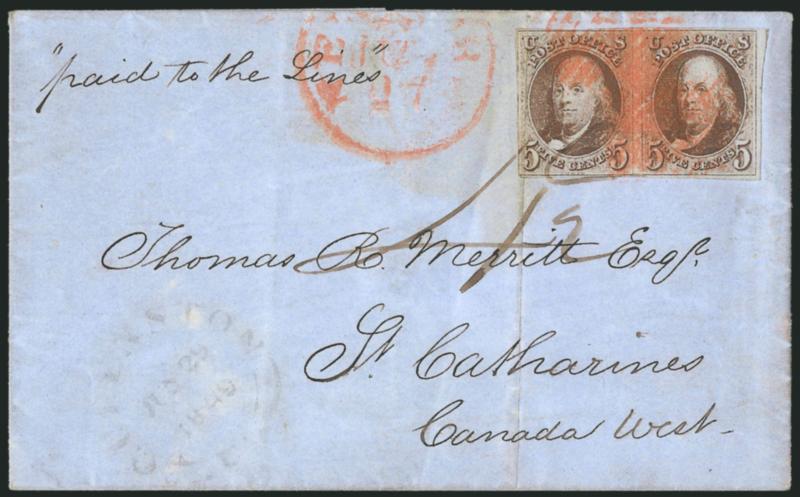 "paid to the Lines"
U S U S
POST OFFICE POST OFFICE
5 FIVE CENTS 5 5 FIVE CENTS 5
Thomas R. Merritt Esqr.
St. Catharines
Canada West